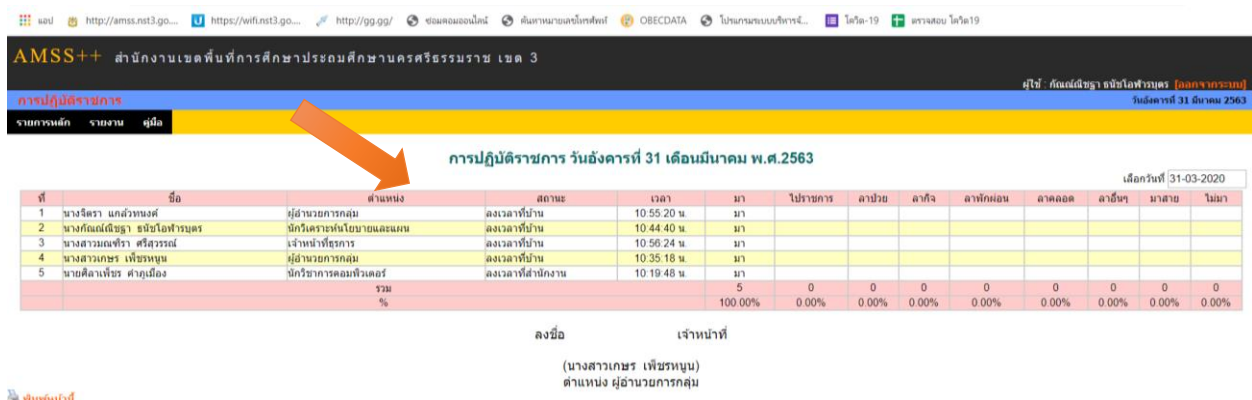 แอป http://amss.nst3.go.... https://wifi.nst3.go.... http://gg.gg/ ซ่อมคอมออนไลน์ ค้นหาหมายเลขโทรศัพท์ OBECDATA โปรแกรมระบบบริหารจั... โควิด-19 ตรวจสอบ โควิด19
AMSS++ สำนักงานเขตพื้นที่การศึกษาประถมศึกษานครศรีธรรมราช เขต 3
ผู้ใช้ : กัณณ์ณิชฐา ธนัชโอฬารบุตร [ออกจากระบบ]
การปฏิบัติราชการ วันอังคารที่ 31 มีนาคม 2563
รายการหลัก รายงาน คู่มือ
การปฏิบัติราชการ วันอังคารที่ 31 เดือนมีนาคม พ.ศ.2563
เลือกวันที่ 31-03-2020
ที่ ชื่อ ตำแหน่ง สถานะ เวลา มา ไปราชการ ลาป่วย ลากิจ ลาพักผ่อน ลาคลอด ลาอื่นๆ มาสาย ไม่มา
1 นางจิตรา แกล้วทนงค์ ผู้อำนวยการกลุ่ม ลงเวลาที่บ้าน 10:55:20 น. มา
2 นางกัณณ์ณิชฐา ธนัชโอฬารบุตร นักวิเคราะห์นโยบายและแผน ลงเวลาที่บ้าน 10:44:40 น. มา
3 นางสาวมณฑิรา ศรีสุวรรณ์ เจ้าหน้าที่ธุรการ ลงเวลาที่บ้าน 10:56:24 น. มา
4 นางสาวเกษร เพ็ชรหนูน ผู้อำนวยการกลุ่ม ลงเวลาที่บ้าน 10:35:18 น. มา
5 นายศิลาเพ็ชร คำภูเมือง นักวิชาการคอมพิวเตอร์ ลงเวลาที่สำนักงาน 10:19:48 น. มา
รวม 5 0 0 0 0 0 0 0 0
% 100.00% 0.00% 0.00% 0.00% 0.00% 0.00% 0.00% 0.00% 0.00%
ลงชื่อ เจ้าหน้าที่
(นางสาวเกษร เพ็ชรหนูน)
ตำแหน่ง ผู้อำนวยการกลุ่ม
พิมพ์หน้านี้